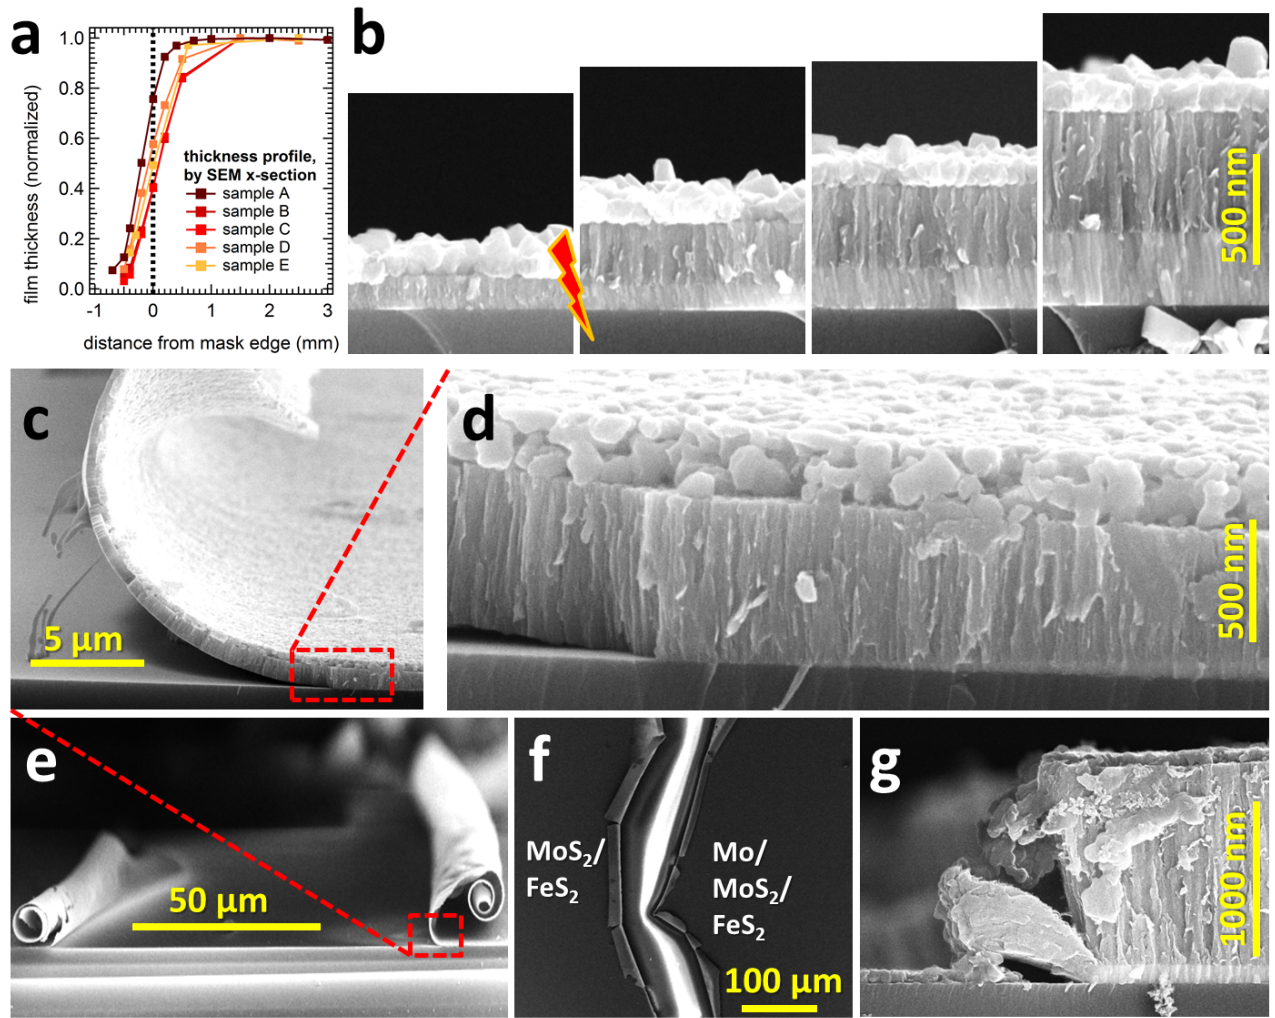 a
film thickness (normalized)
1.0
0.8
0.6
0.4
0.2
0.0
-1
0
1
2
3
distance from mask edge (mm)
thickness profile,
by SEM x-section
sample A
sample B
sample C
sample D
sample E
b
500 nm
c
5 µm
d
500 nm
e
50 µm
f
MoS₂/
FeS₂
Mo/
MoS₂/
FeS₂
100 µm
g
1000 nm